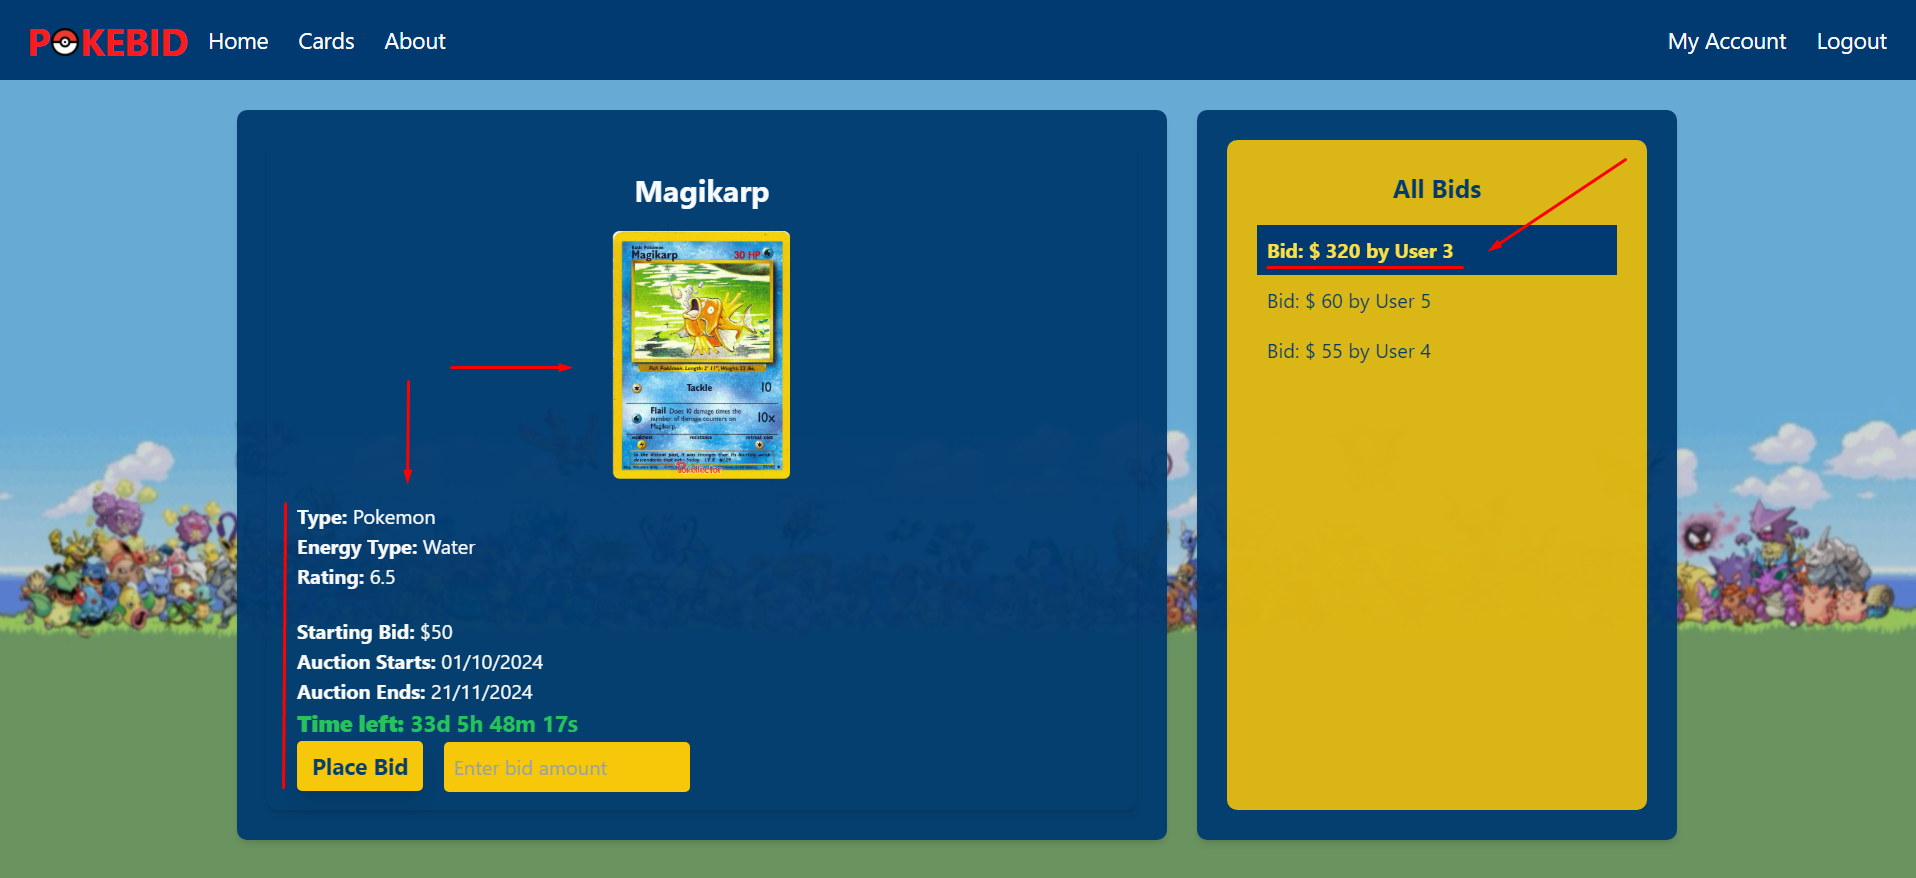 POKEBID Home Cards About My Account Logout
Magikarp
Basic Pokémon
Magikarp 30 HP
Fish Pokémon. Length: 2' 11", Weight: 22 lbs.
Tackle 10
Flail Does 10 damage times the
number of damage counters on
Magikarp. 10x
weakness resistance retreat cost
Pokellector
Type: Pokemon
Energy Type: Water
Rating: 6.5
Starting Bid: $50
Auction Starts: 01/10/2024
Auction Ends: 21/11/2024
Time left: 33d 5h 48m 17s
Place Bid Enter bid amount
All Bids
Bid: $ 320 by User 3
Bid: $ 60 by User 5
Bid: $ 55 by User 4